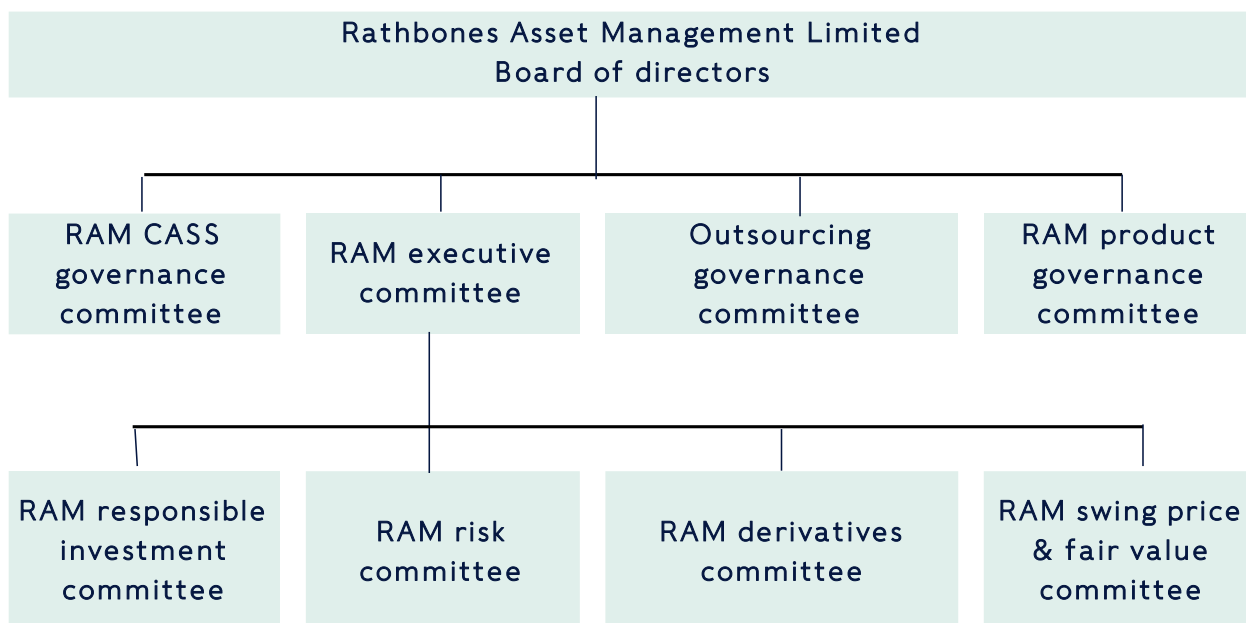 Rathbones Asset Management Limited
Board of directors
RAM CASS
governance
committee
RAM executive
committee
Outsourcing
governance
committee
RAM product
governance
committee
RAM responsible
investment
committee
RAM risk
committee
RAM derivatives
committee
RAM swing price
& fair value
committee